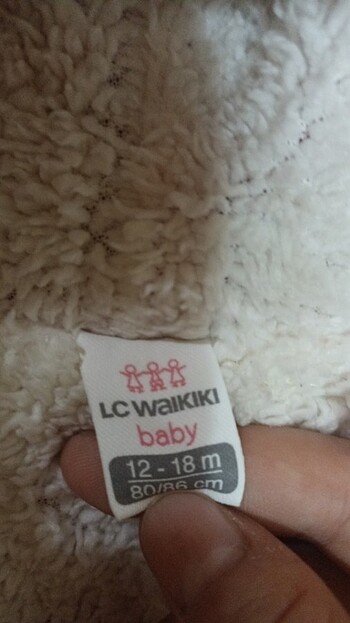 LC WAIKIKI
baby
12 - 18 m
80/86 cm